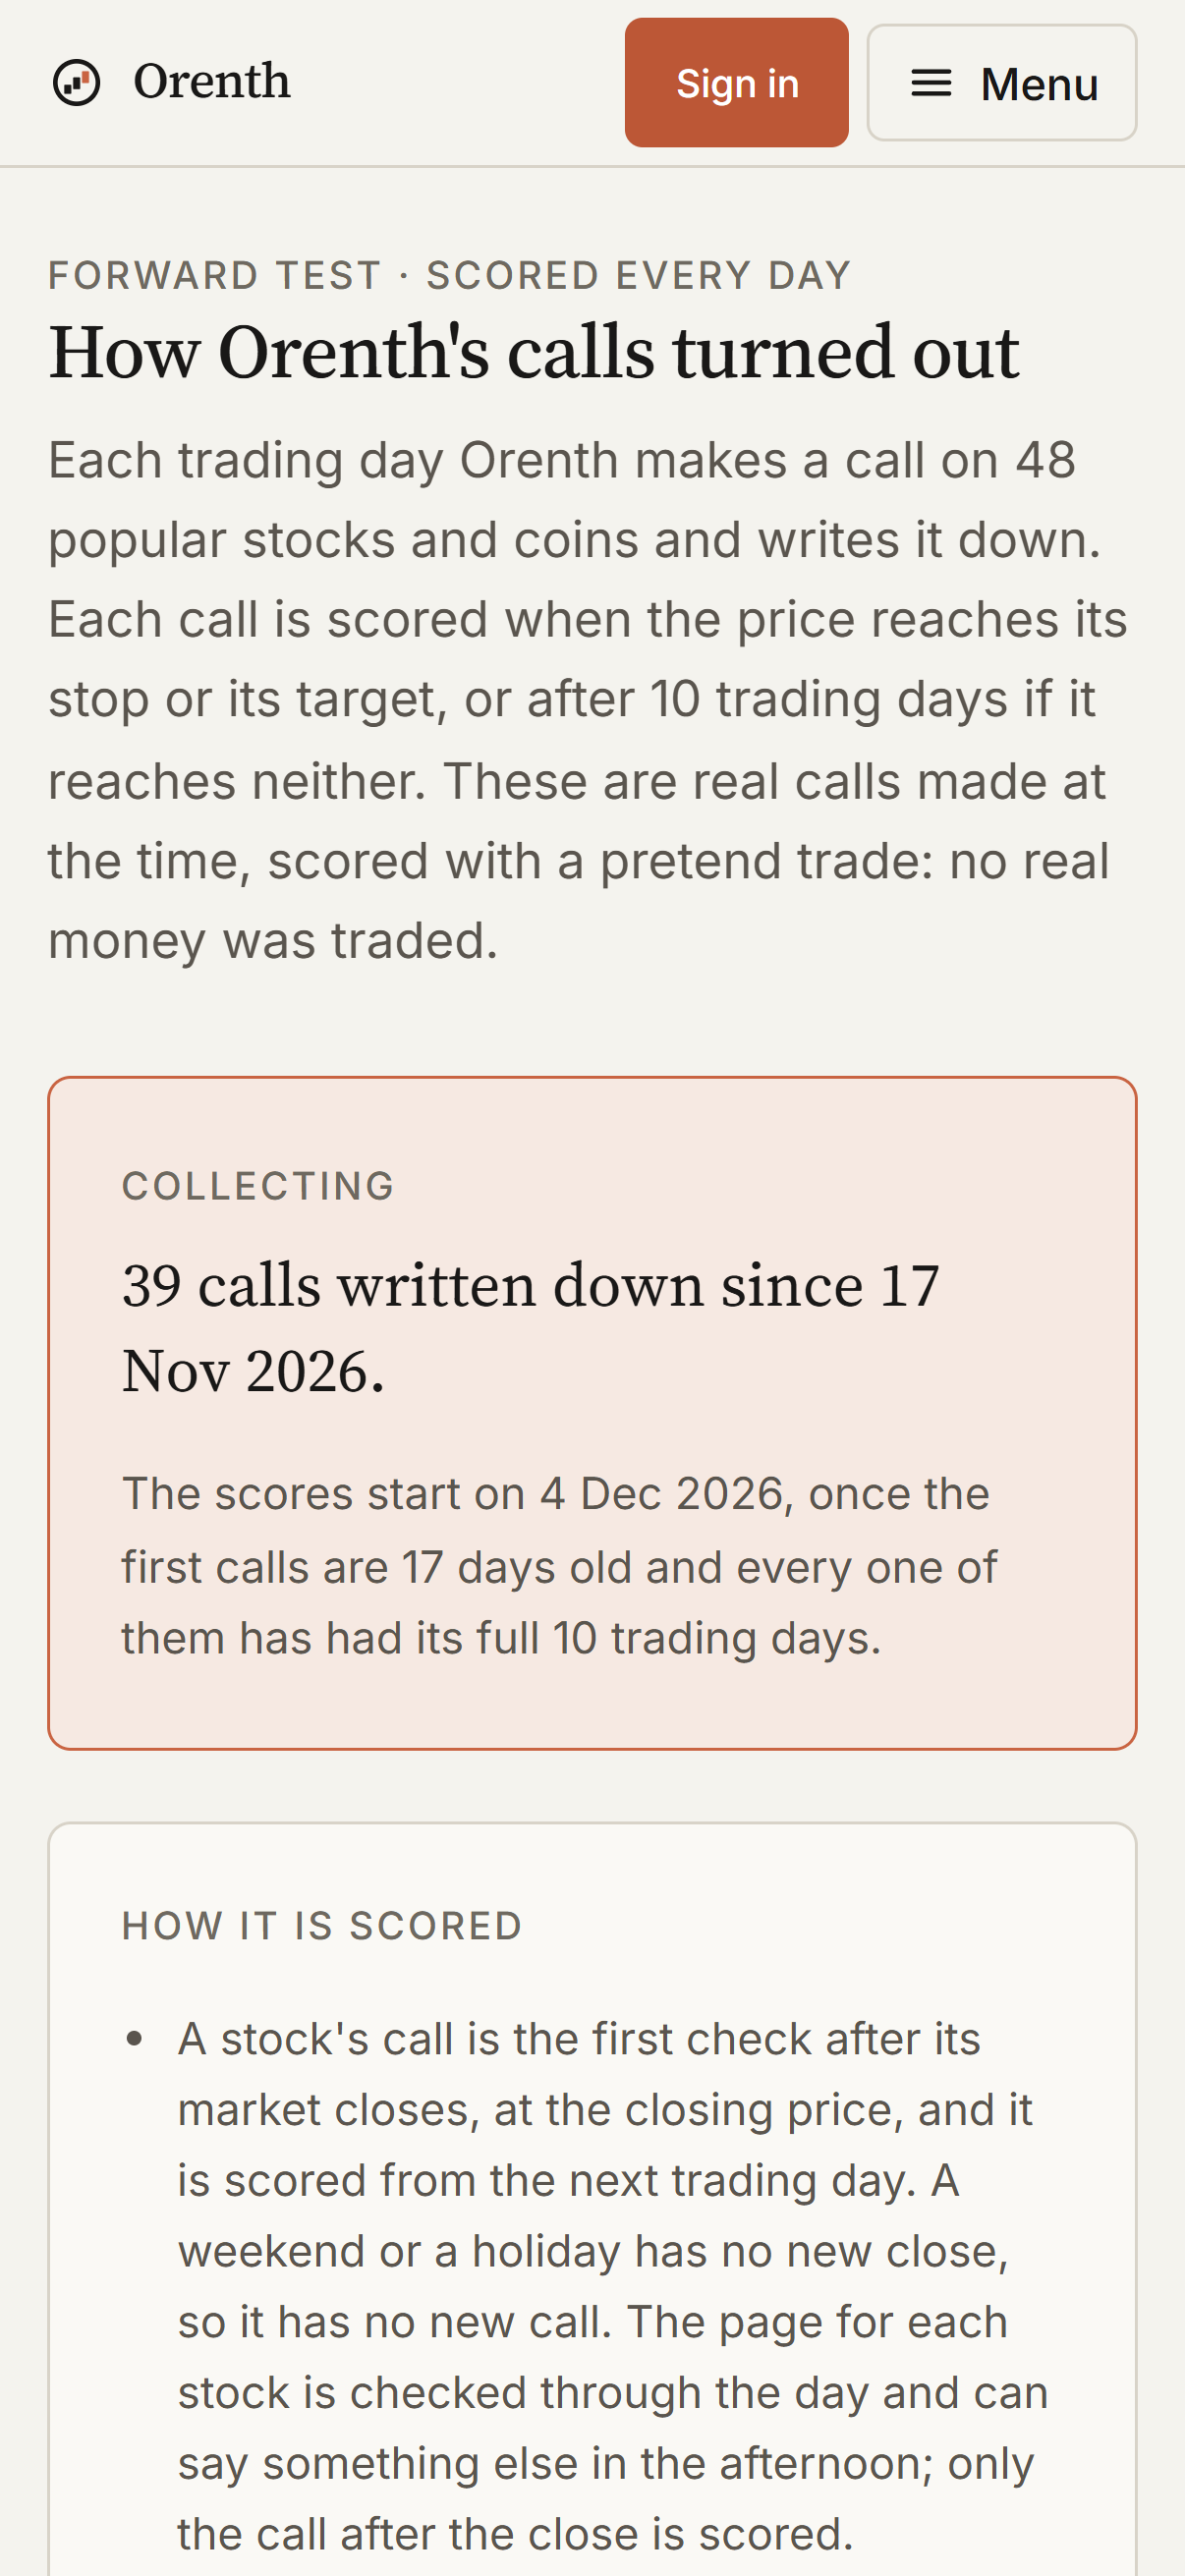 Orenth
Sign in
Menu
FORWARD TEST · SCORED EVERY DAY
How Orenth's calls turned out
Each trading day Orenth makes a call on 48
popular stocks and coins and writes it down.
Each call is scored when the price reaches its
stop or its target, or after 10 trading days if it
reaches neither. These are real calls made at
the time, scored with a pretend trade: no real
money was traded.
COLLECTING
39 calls written down since 17
Nov 2026.
The scores start on 4 Dec 2026, once the
first calls are 17 days old and every one of
them has had its full 10 trading days.
HOW IT IS SCORED
• A stock's call is the first check after its
market closes, at the closing price, and it
is scored from the next trading day. A
weekend or a holiday has no new close,
so it has no new call. The page for each
stock is checked through the day and can
say something else in the afternoon; only
the call after the close is scored.